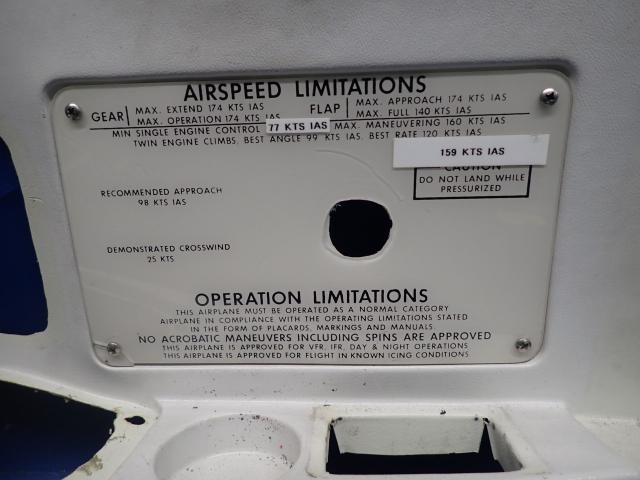 AIRSPEED LIMITATIONS
GEAR MAX. EXTEND 174 KTS IAS FLAP MAX. APPROACH 174 KTS IAS
MAX. OPERATION 174 KTS IAS MAX. FULL 140 KTS IAS
MIN SINGLE ENGINE CONTROL 77 KTS IAS MAX. MANEUVERING 160 KTS IAS
TWIN ENGINE CLIMBS, BEST ANGLE 99 KTS IAS, BEST RATE 120 KTS IAS
159 KTS IAS
CAUTION
DO NOT LAND WHILE
PRESSURIZED
RECOMMENDED APPROACH
98 KTS IAS
DEMONSTRATED CROSSWIND
25 KTS
OPERATION LIMITATIONS
THIS AIRPLANE MUST BE OPERATED AS A NORMAL CATEGORY
AIRPLANE IN COMPLIANCE WITH THE OPERATING LIMITATIONS STATED
IN THE FORM OF PLACARDS, MARKINGS AND MANUALS.
NO ACROBATIC MANEUVERS INCLUDING SPINS ARE APPROVED
THIS AIRPLANE IS APPROVED FOR VFR, IFR, DAY & NIGHT OPERATIONS
THIS AIRPLANE IS APPROVED FOR FLIGHT IN KNOWN ICING CONDITIONS